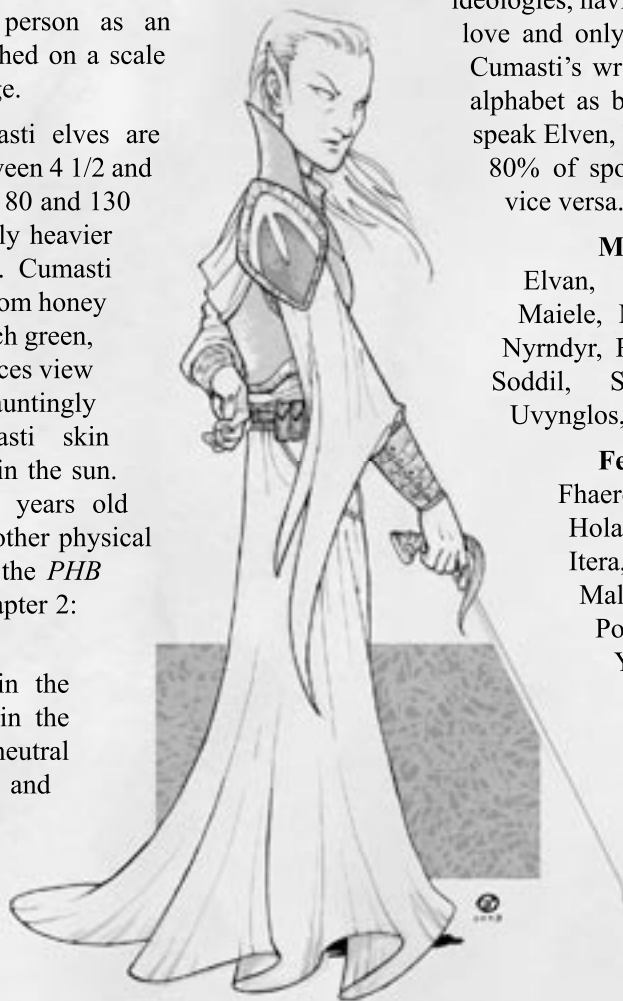 person as an
hed on a scale
ge.
asti elves are
ween 4 1/2 and
80 and 130
ly heavier
. Cumasti
om honey
ch green,
ces view
auntingly
asti skin
in the sun.
years old
other physical
the PHB
apter 2:
in the
in the
neutral
and
ideologies, havi
love and only
Cumasti's wr
alphabet as b
speak Elven,
80% of spo
vice versa.
M
Elvan,
Maiele, N
Nyrndyr, F
Soddil, S
Uvynglos,
Fe
Fhaer
Hola
Itera,
Mal
Po
Y